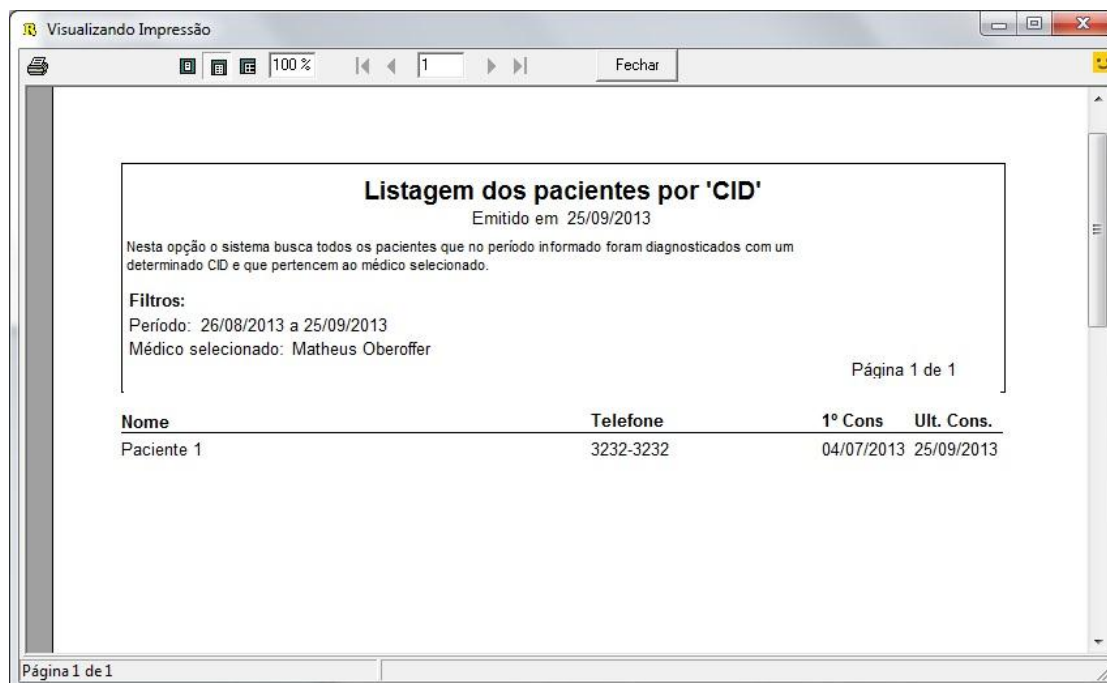 Visualizando Impressão
100 % 1 Fechar
Listagem dos pacientes por 'CID'
Emitido em 25/09/2013
Nesta opção o sistema busca todos os pacientes que no período informado foram diagnosticados com um
determinado CID e que pertencem ao médico selecionado.
Filtros:
Período: 26/08/2013 a 25/09/2013
Médico selecionado: Matheus Oberoffer
Página 1 de 1
Nome Telefone 1º Cons Ult. Cons.
Paciente 1 3232-3232 04/07/2013 25/09/2013
Página 1 de 1